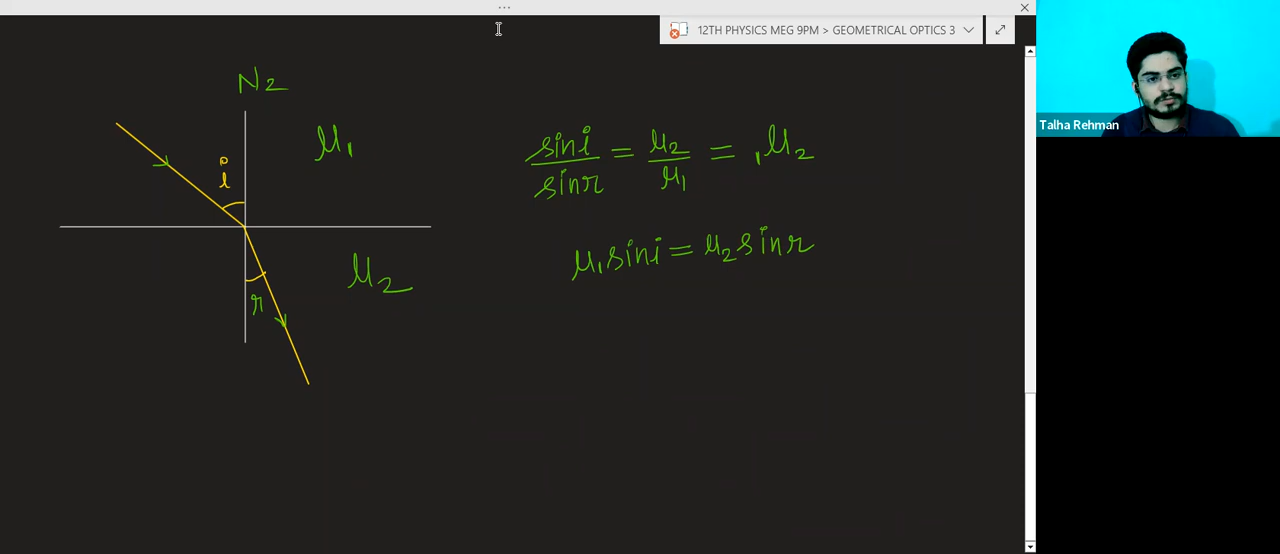 12TH PHYSICS MEG 9PM > GEOMETRICAL OPTICS 3
Talha Rehman
N2
μ₁
i
sin i / sin r = μ₂ / μ₁ = ₁μ₂
μ₁ sin i = μ₂ sin r
μ₂
r